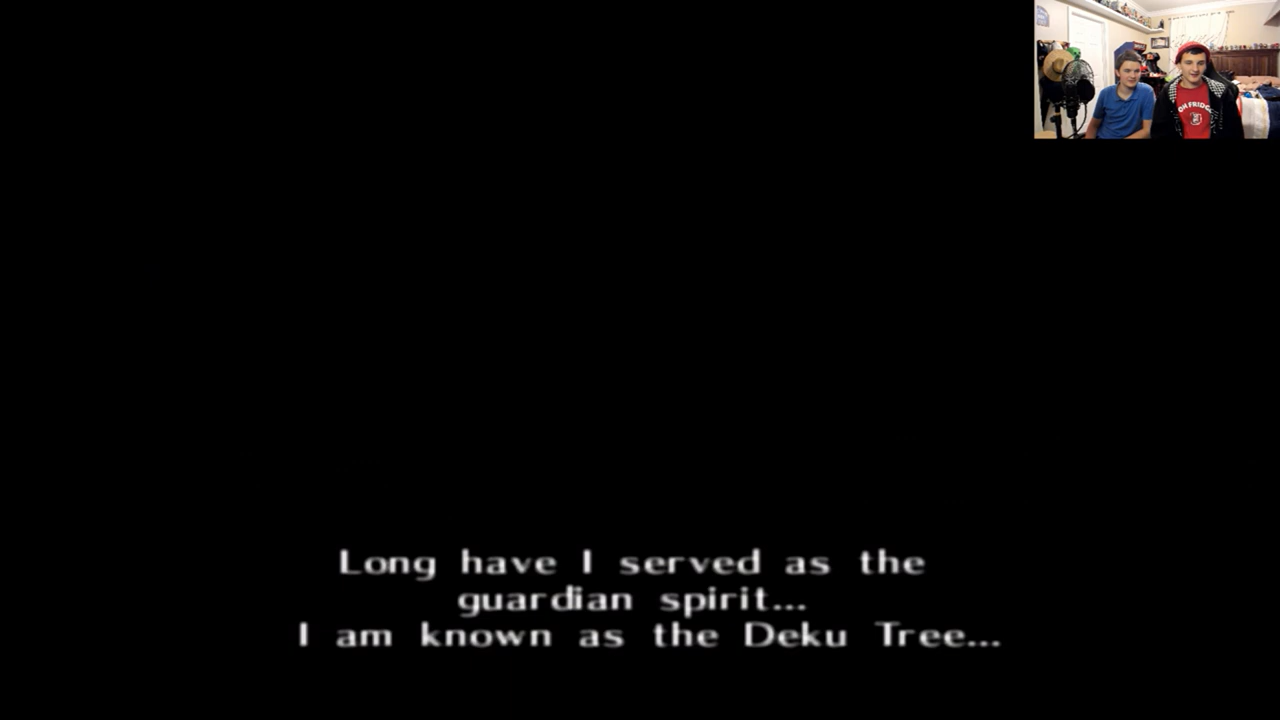 Long have I served as the
guardian spirit...
I am known as the Deku Tree...